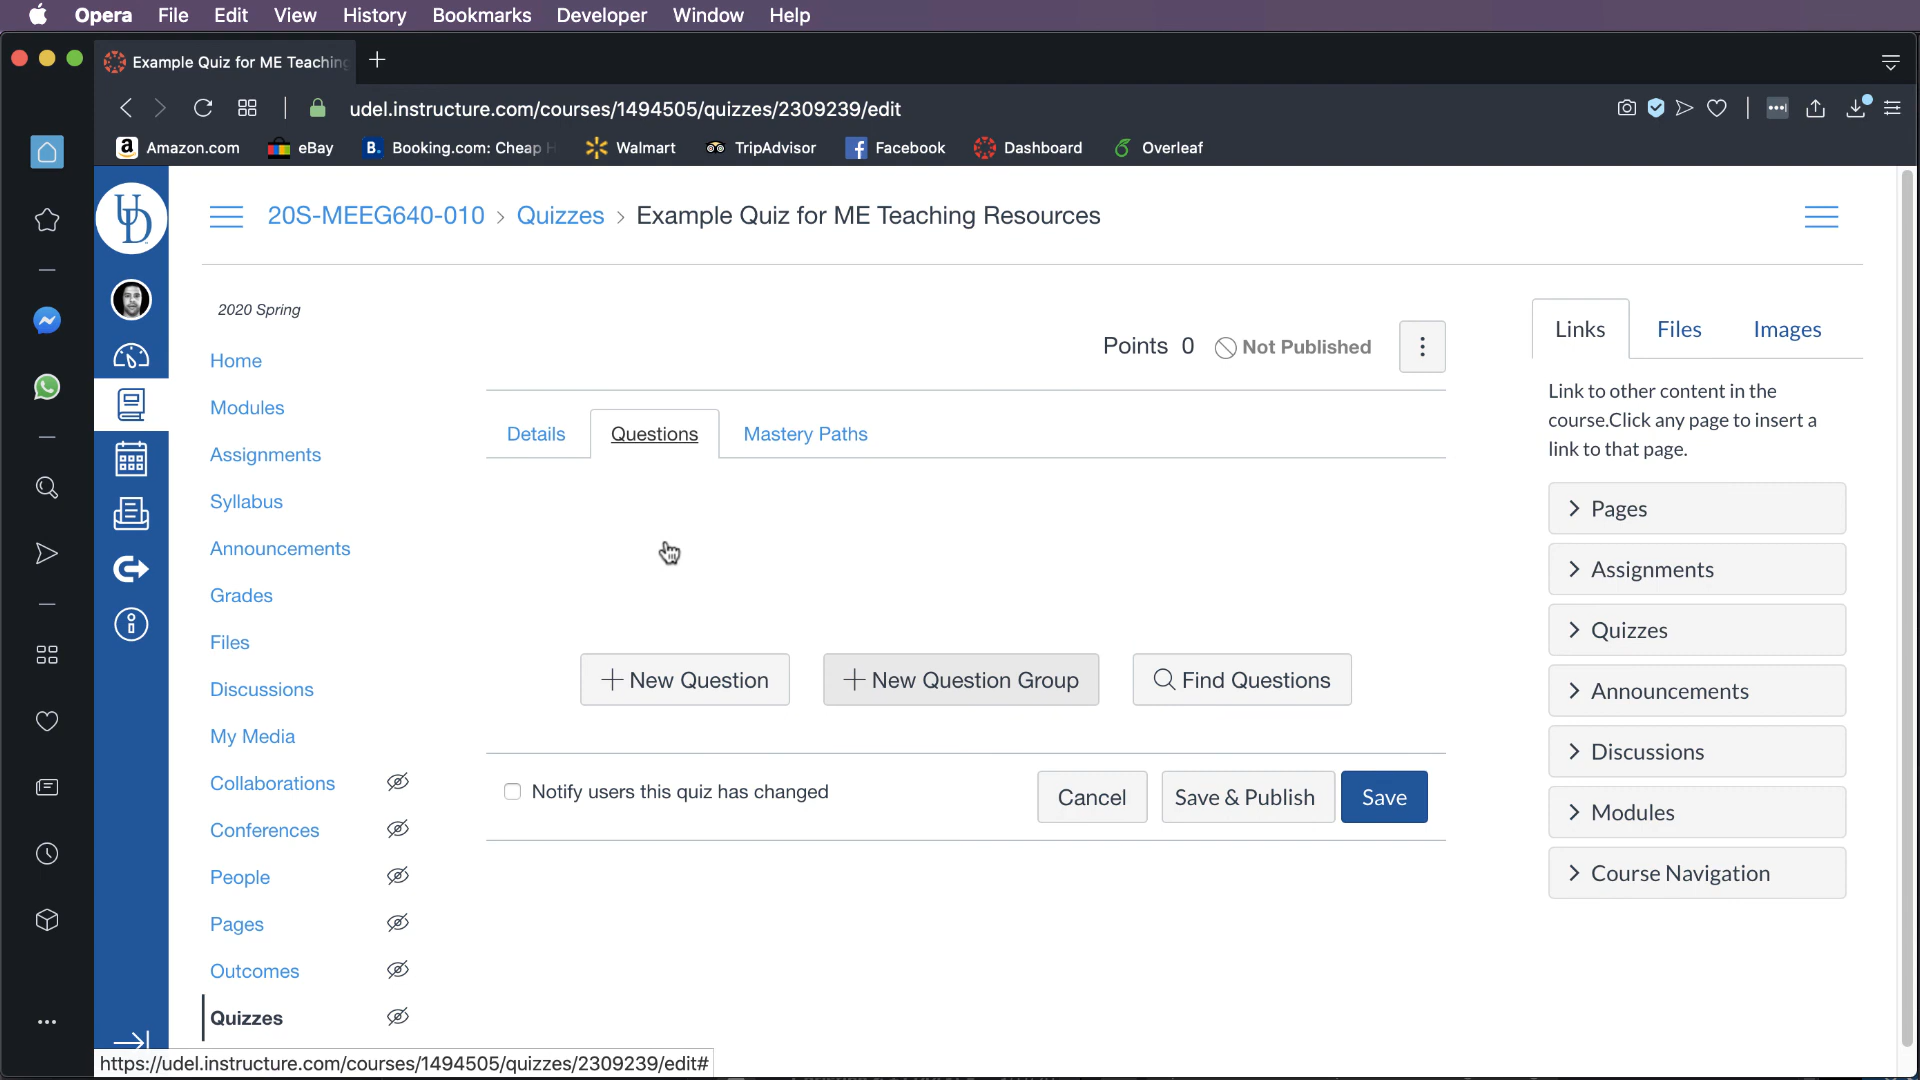 Opera File Edit View History Bookmarks Developer Window Help
Example Quiz for ME Teaching
udel.instructure.com/courses/1494505/quizzes/2309239/edit
Amazon.com eBay Booking.com: Cheap H Walmart TripAdvisor Facebook Dashboard Overleaf
20S-MEEG640-010 > Quizzes > Example Quiz for ME Teaching Resources
2020 Spring
Home
Modules
Assignments
Syllabus
Announcements
Grades
Files
Discussions
My Media
Collaborations
Conferences
People
Pages
Outcomes
Quizzes
Points 0 Not Published
Details Questions Mastery Paths
+ New Question + New Question Group Find Questions
Notify users this quiz has changed
Cancel Save & Publish Save
Links Files Images
Link to other content in the
course.Click any page to insert a
link to that page.
Pages
Assignments
Quizzes
Announcements
Discussions
Modules
Course Navigation
https://udel.instructure.com/courses/1494505/quizzes/2309239/edit#